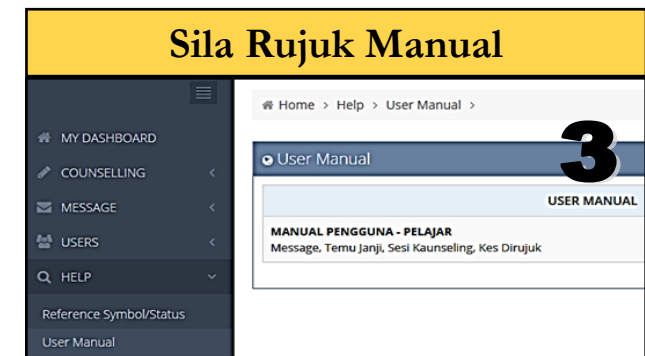 Sila Rujuk Manual
Home > Help > User Manual >
MY DASHBOARD
COUNSELLING
MESSAGE
USERS
HELP
Reference Symbol/Status
User Manual
3
User Manual
USER MANUAL
MANUAL PENGGUNA - PELAJAR
Message, Temu Janji, Sesi Kaunseling, Kes Dirujuk